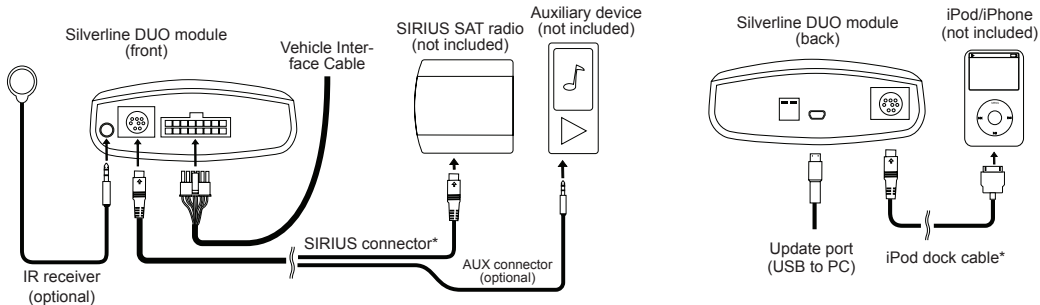 Silverline DUO module
(front)
Vehicle Inter-
face Cable
SIRIUS SAT radio
(not included)
Auxiliary device
(not included)
Silverline DUO module
(back)
iPod/iPhone
(not included)
IR receiver
(optional)
SIRIUS connector*
AUX connector
(optional)
Update port
(USB to PC)
iPod dock cable*